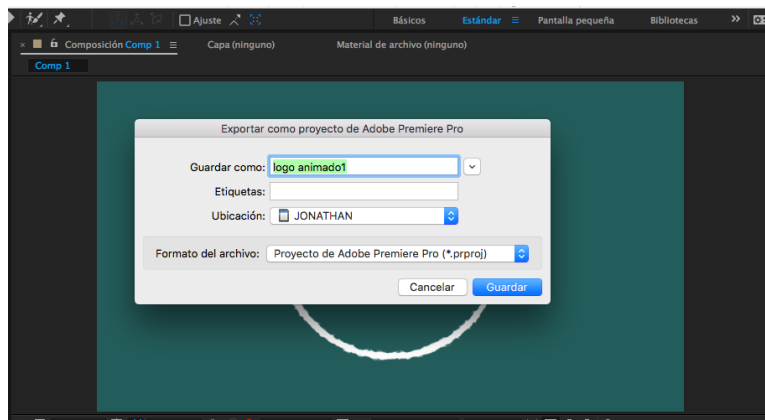 Ajuste Básicos Estándar Pantalla pequeña Bibliotecas
Composición Comp 1 Capa (ninguno) Material de archivo (ninguno)
Comp 1
Exportar como proyecto de Adobe Premiere Pro
Guardar como: logo animado1
Etiquetas:
Ubicación: JONATHAN
Formato del archivo: Proyecto de Adobe Premiere Pro (*.prproj)
Cancelar Guardar